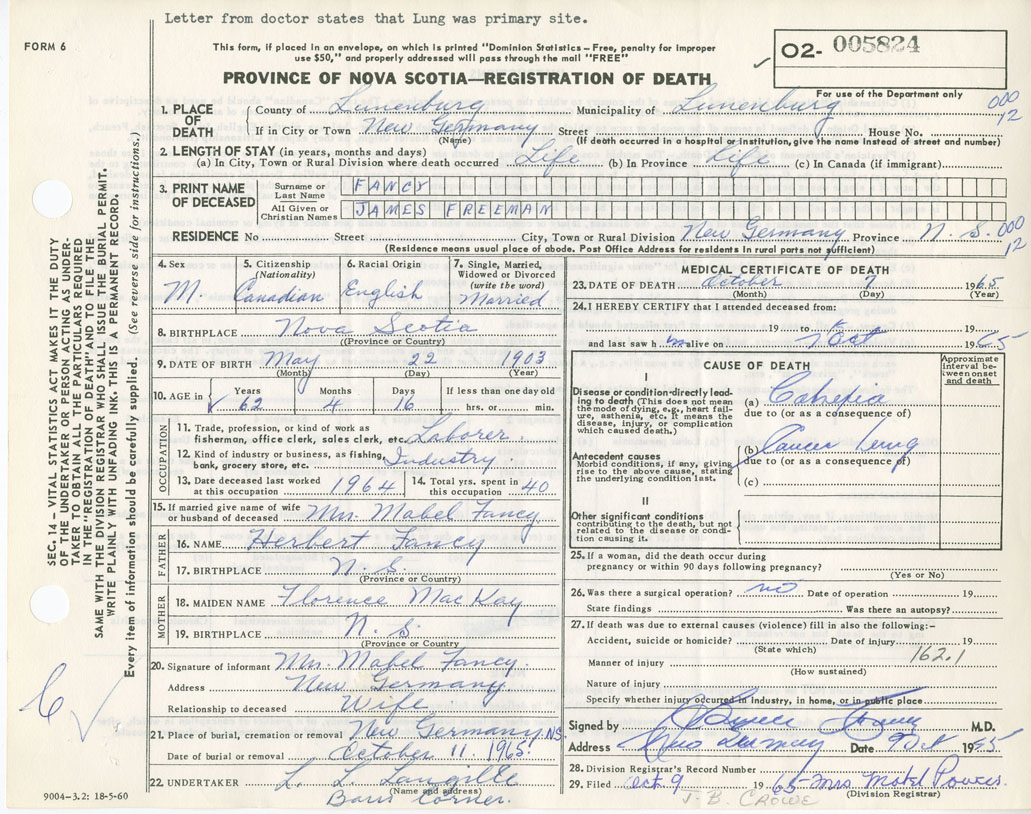 Letter from doctor states that Lung was primary site.
FORM 6
This form, if placed in an envelope, on which is printed "Dominion Statistics – Free, penalty for improper
use $50," and properly addressed will pass through the mail "FREE"
O2- 005824
PROVINCE OF NOVA SCOTIA—REGISTRATION OF DEATH
For use of the Department only
1. PLACE OF DEATH
County of Lunenburg Municipality of Lunenburg 000
If in City or Town New Germany Street House No. 12
(Name) (If death occurred in a hospital or institution, give the name instead of street and number)
2. LENGTH OF STAY (in years, months and days)
(a) In City, Town or Rural Division where death occurred Life (b) In Province Life (c) In Canada (if immigrant)
3. PRINT NAME OF DECEASED
Surname or Last Name FANCY
All Given or Christian Names JAMES FREEMAN
RESIDENCE No Street City, Town or Rural Division New Germany Province N. S. 000
(Residence means usual place of abode. Post Office Address for residents in rural parts not sufficient) 12
4. Sex M.
5. Citizenship (Nationality) Canadian
6. Racial Origin English
7. Single, Married, Widowed or Divorced (write the word) Married
8. BIRTHPLACE Nova Scotia
(Province or Country)
9. DATE OF BIRTH May 22 1903
(Month) (Day) (Year)
10. AGE in Years 62 Months 4 Days 16 If less than one day old hrs. or min.
OCCUPATION
11. Trade, profession, or kind of work as
fisherman, office clerk, sales clerk, etc. Laborer
12. Kind of industry or business, as fishing,
bank, grocery store, etc. Industry
13. Date deceased last worked at this occupation 1964
14. Total yrs. spent in this occupation 40
15. If married give name of wife
or husband of deceased Mrs. Mabel Fancy
FATHER
16. NAME Herbert Fancy
17. BIRTHPLACE N. S.
(Province or Country)
MOTHER
18. MAIDEN NAME Florence MacKay
19. BIRTHPLACE N. S.
(Province or Country)
20. Signature of informant Mrs. Mabel Fancy
Address New Germany
Relationship to deceased Wife
21. Place of burial, cremation or removal New Germany NS
Date of burial or removal October 11. 1965
22. UNDERTAKER L. L. Langille
(Name and address)
Barss Corner.
MEDICAL CERTIFICATE OF DEATH
23. DATE OF DEATH October 7 1965
(Month) (Day) (Year)
24. I HEREBY CERTIFY that I attended deceased from:
19 to 19
and last saw him alive on 7 Oct 1965
CAUSE OF DEATH
Approximate interval between onset and death
I
Disease or condition directly leading to death (This does not mean
the mode of dying, e.g., heart failure, asthenia, etc. It means the
disease, injury, or complication
which caused death.)
(a) Cahexia
due to (or as a consequence of)
Antecedent causes
Morbid conditions, if any, giving
rise to the above cause, stating
the underlying condition last.
(b) Cancer lung
due to (or as a consequence of)
(c)
II
Other significant conditions
contributing to the death, but not
related to the disease or condition causing it.
25. If a woman, did the death occur during
pregnancy or within 90 days following pregnancy?
(Yes or No)
26. Was there a surgical operation? no Date of operation 19
State findings Was there an autopsy?
27. If death was due to external causes (violence) fill in also the following:-
Accident, suicide or homicide? Date of injury 19
(State which) 162.1
Manner of injury
(How sustained)
Nature of injury
Specify whether injury occurred in industry, in home, or in public place
Signed by M.D.
Address New Germany Date 9 Oct 1965
28. Division Registrar's Record Number
29. Filed Oct 9 1965 Mrs
(Division Registrar)
J. B. CROWE
SEC. 14 – VITAL STATISTICS ACT MAKES IT THE DUTY
OF THE UNDERTAKER OR PERSON ACTING AS UNDERTAKER TO OBTAIN ALL THE PARTICULARS REQUIRED
IN THE "REGISTRATION OF DEATH" AND TO FILE THE
SAME WITH THE DIVISION REGISTRAR WHO SHALL ISSUE THE BURIAL PERMIT.
WRITE PLAINLY WITH UNFADING INK. THIS IS A PERMANENT RECORD.
Every item of information should be carefully supplied. (See reverse side for instructions.)
9004-3.2: 18-5-60